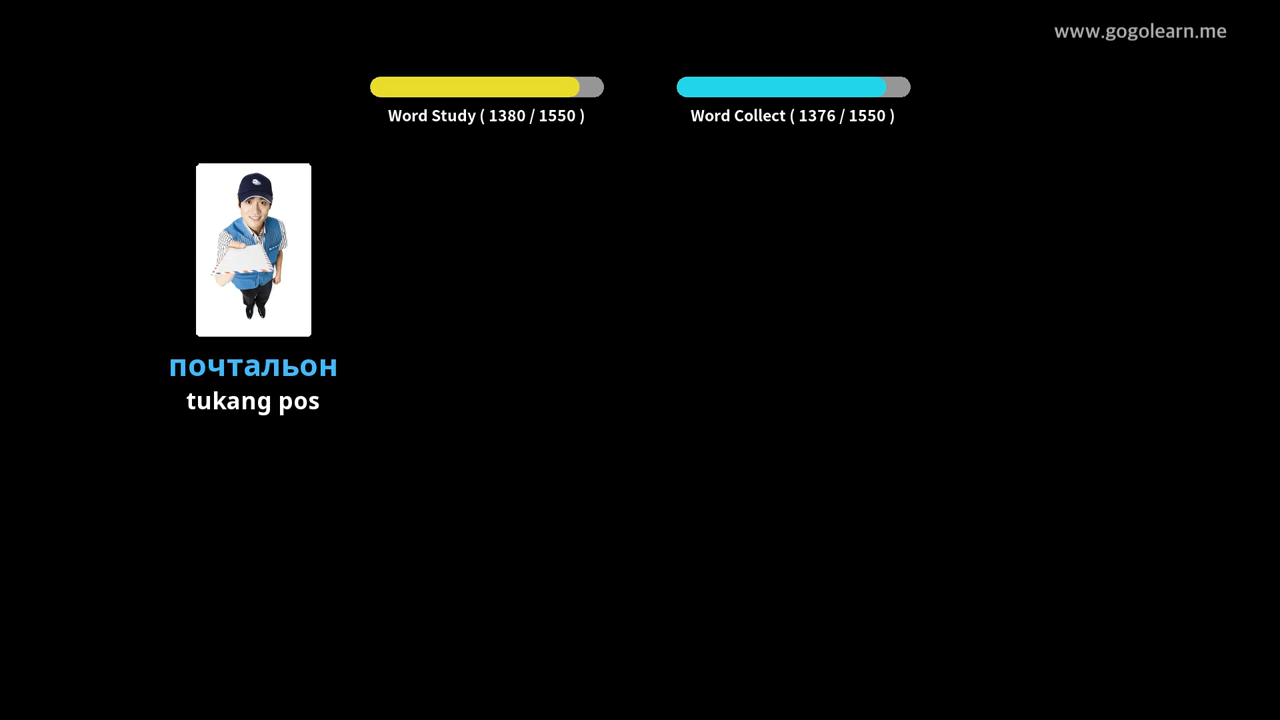 www.gogolearn.me
Word Study ( 1380 / 1550 )
Word Collect ( 1376 / 1550 )
почтальон
tukang pos